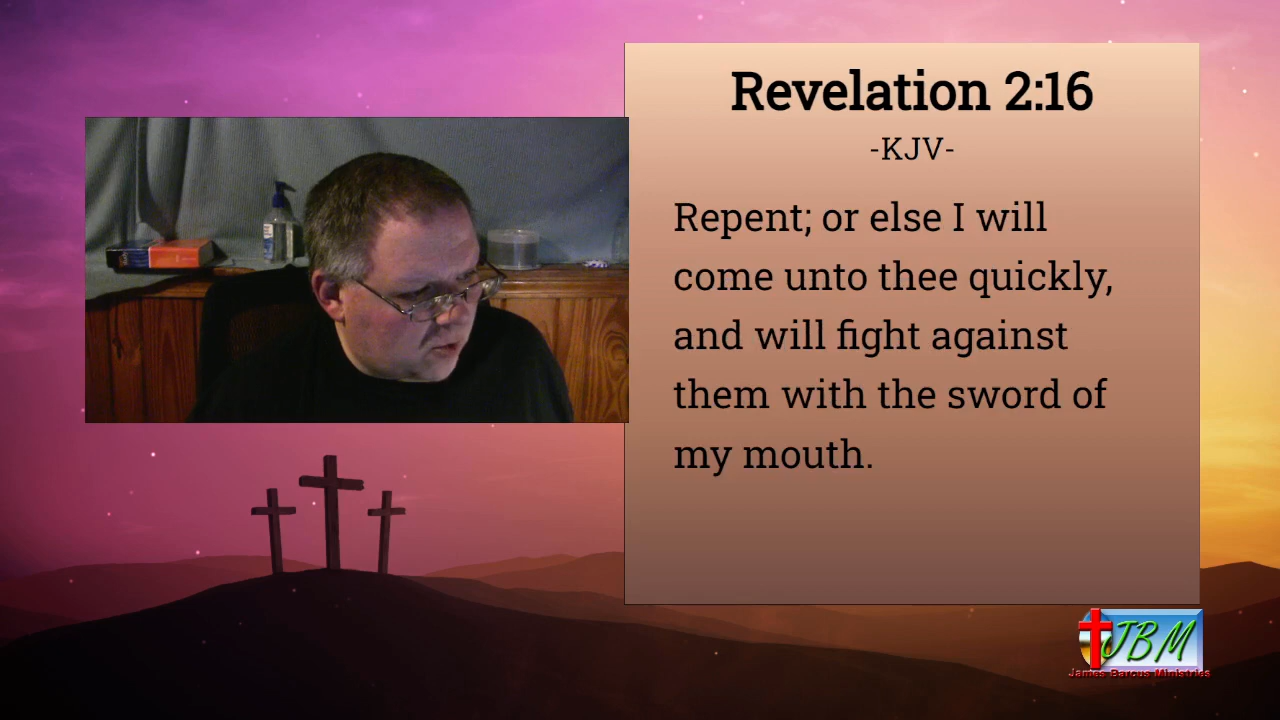 Revelation 2:16
-KJV-
Repent; or else I will
come unto thee quickly,
and will fight against
them with the sword of
my mouth.
JBM
James Barcus Ministries